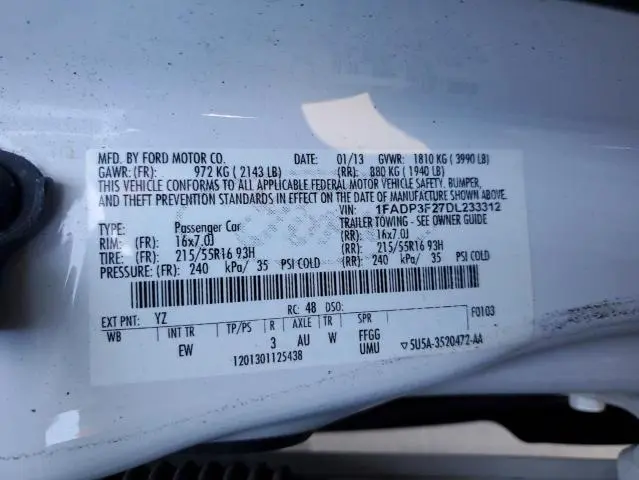 MFD. BY FORD MOTOR CO. DATE: 01/13 GVWR: 1810 KG ( 3990 LB)
GAWR: (FR): 972 KG ( 2143 LB) (RR): 880 KG ( 1940 LB)
THIS VEHICLE CONFORMS TO ALL APPLICABLE FEDERAL MOTOR VEHICLE SAFETY, BUMPER,
AND THEFT PREVENTION STANDARDS IN EFFECT ON THE DATE OF MANUFACTURE SHOWN ABOVE.
VIN: 1FADP3F27DL233312
TYPE: Passenger Car TRAILER TOWING - SEE OWNER GUIDE
RIM: (FR): 16x7.0J (RR): 16x7.0J
TIRE: (FR): 215/55R16 93H (RR): 215/55R16 93H
PRESSURE: (FR): 240 kPa/ 35 PSI COLD (RR): 240 kPa/ 35 PSI COLD
EXT PNT: YZ RC: 48 DSO: F0103
WB INT TR TP/PS R AXLE TR SPR
EW 3 AU W FFGG
UMU
1201301125438 ▽5U5A-3520472-AA